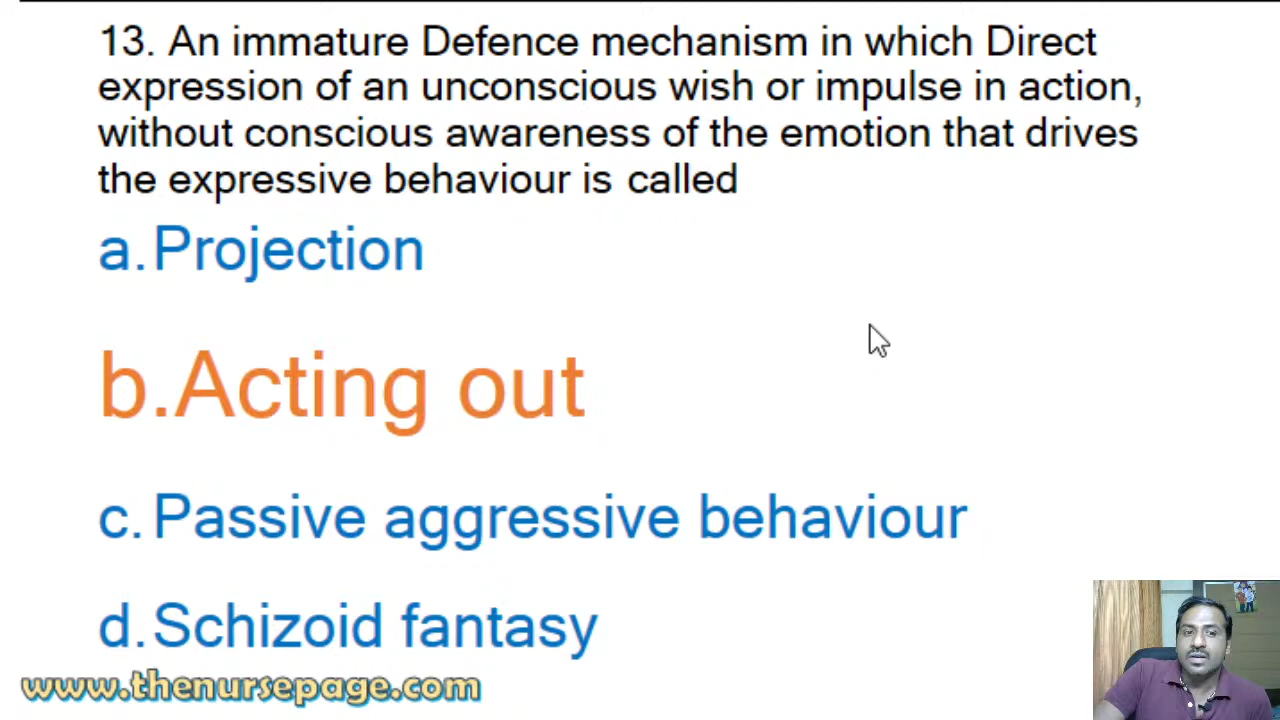 13. An immature Defence mechanism in which Direct
expression of an unconscious wish or impulse in action,
without conscious awareness of the emotion that drives
the expressive behaviour is called
a. Projection
b. Acting out
c. Passive aggressive behaviour
d. Schizoid fantasy
www.thenursepage.com